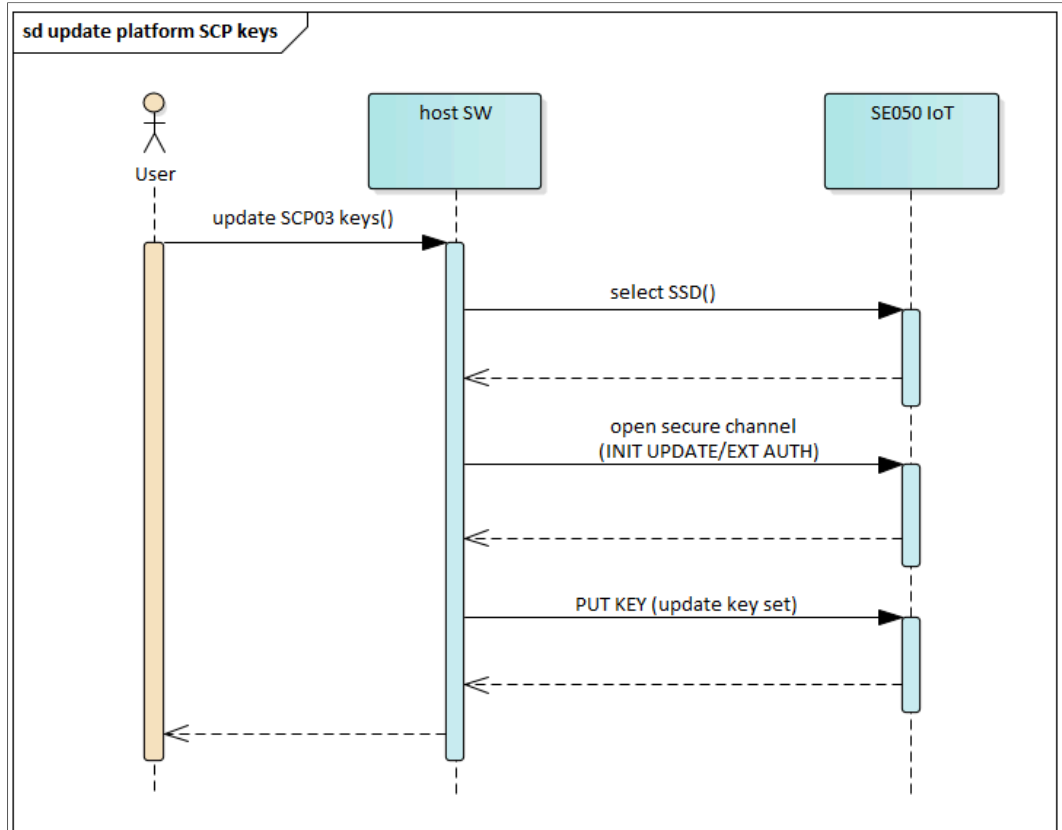 sd update platform SCP keys
host SW
SE050 IoT
User
update SCP03 keys()
select SSD()
open secure channel
(INIT UPDATE/EXT AUTH)
PUT KEY (update key set)